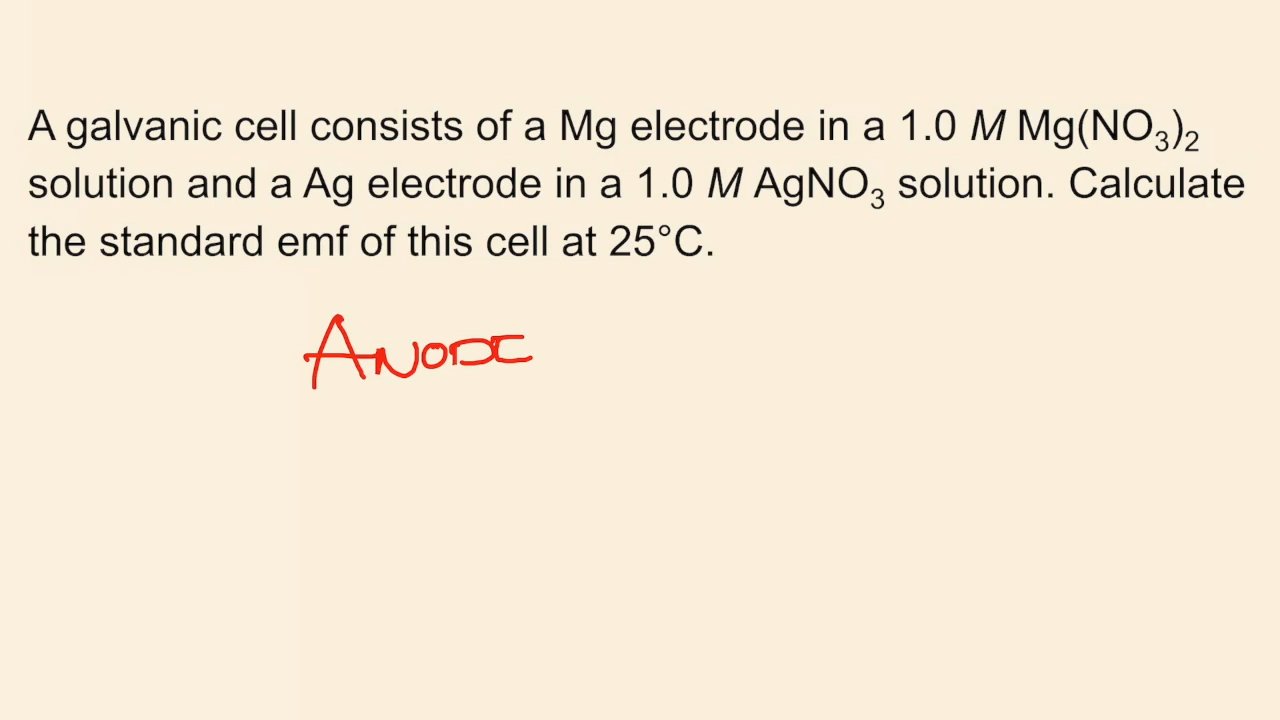 A galvanic cell consists of a Mg electrode in a 1.0 M Mg(NO₃)₂
solution and a Ag electrode in a 1.0 M AgNO₃ solution. Calculate
the standard emf of this cell at 25°C.
ANODE